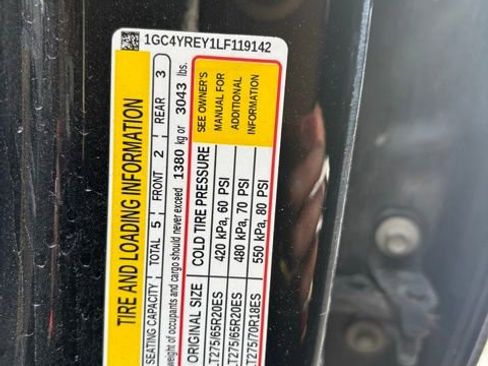 1GC4YREY1LF119142
TIRE AND LOADING INFORMATION
SEATING CAPACITY TOTAL 5 FRONT 2 REAR 3
weight of occupants and cargo should never exceed 1380 kg or 3043 lbs.
ORIGINAL SIZE COLD TIRE PRESSURE
LT275/65R20ES 420 kPa, 60 PSI
LT275/65R20ES 480 kPa, 70 PSI
LT275/70R18ES 550 kPa, 80 PSI
SEE OWNER'S
MANUAL FOR
ADDITIONAL
INFORMATION